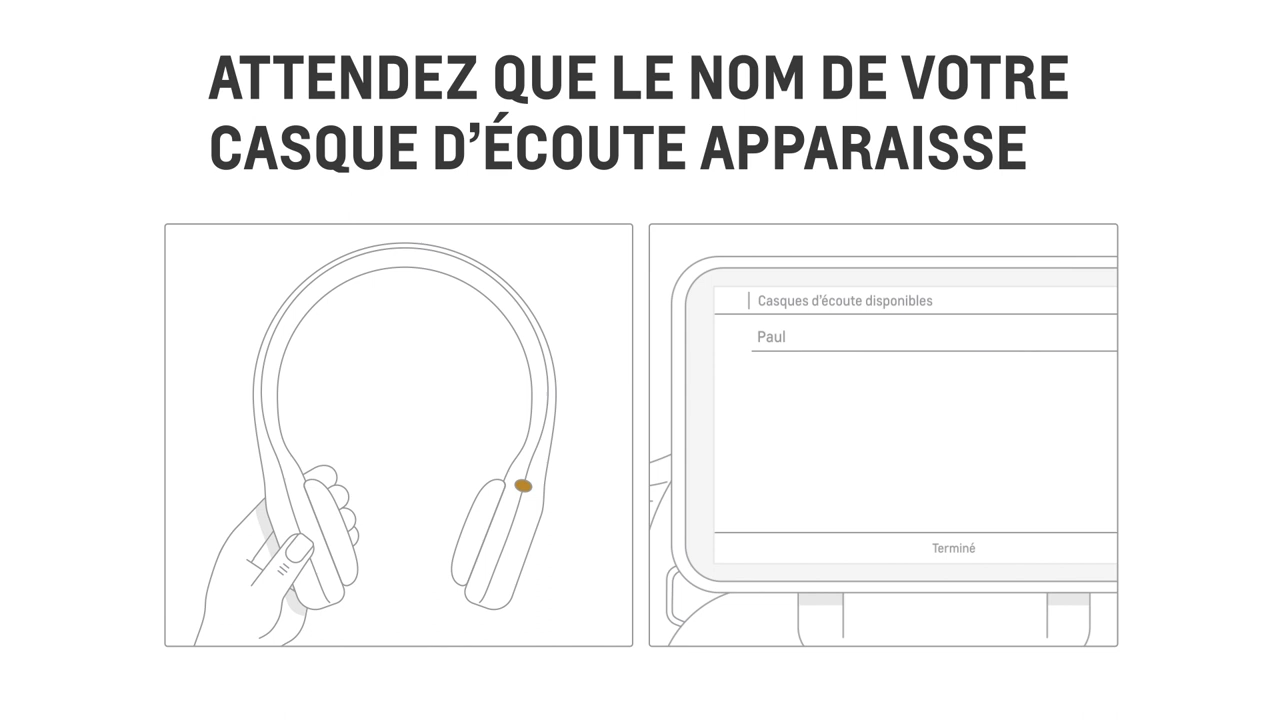 ATTENDEZ QUE LE NOM DE VOTRE
CASQUE D’ÉCOUTE APPARAISSE
Casques d'écoute disponibles
Paul
Terminé